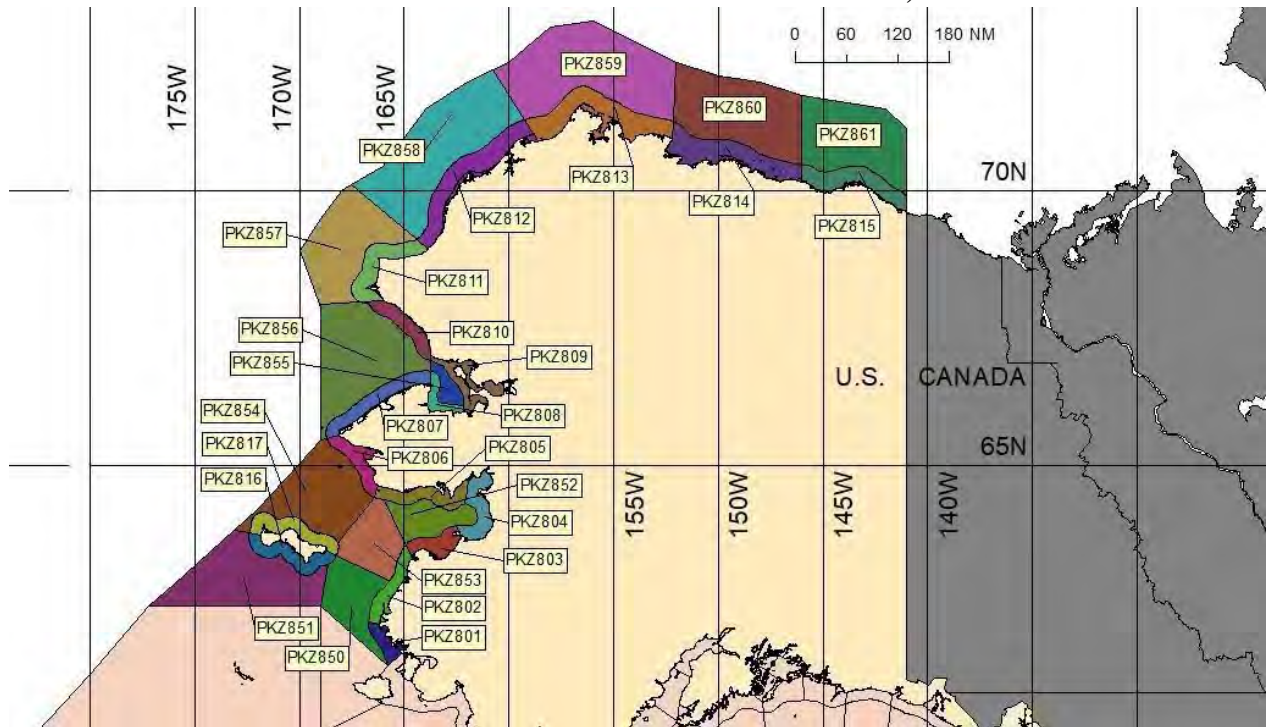 0 60 120 180 NM
175W
170W
165W
PKZ859
PKZ860
PKZ861
PKZ858
PKZ813
70N
PKZ814
PKZ812
PKZ815
PKZ857
PKZ811
PKZ856
PKZ810
PKZ855
PKZ809
U.S. CANADA
PKZ854
PKZ807
PKZ808
PKZ817
PKZ806
PKZ805
65N
PKZ816
PKZ852
155W
150W
145W
140W
PKZ804
PKZ803
PKZ853
PKZ802
PKZ851
PKZ801
PKZ850